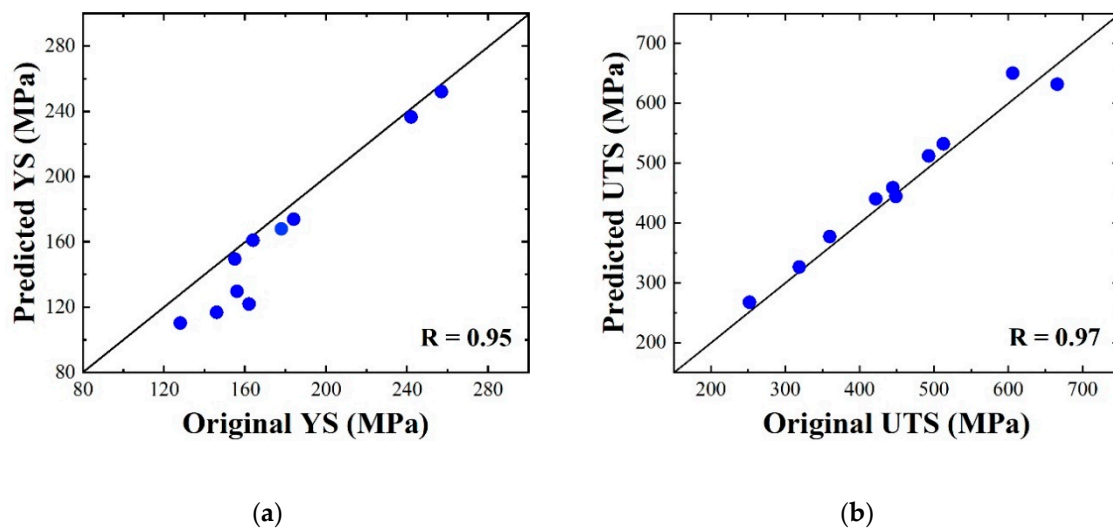 Predicted YS (MPa)
280
240
200
160
120
80
80 120 160 200 240 280
R = 0.95
Original YS (MPa)
(a)
Predicted UTS (MPa)
700
600
500
400
300
200
200 300 400 500 600 700
R = 0.97
Original UTS (MPa)
(b)